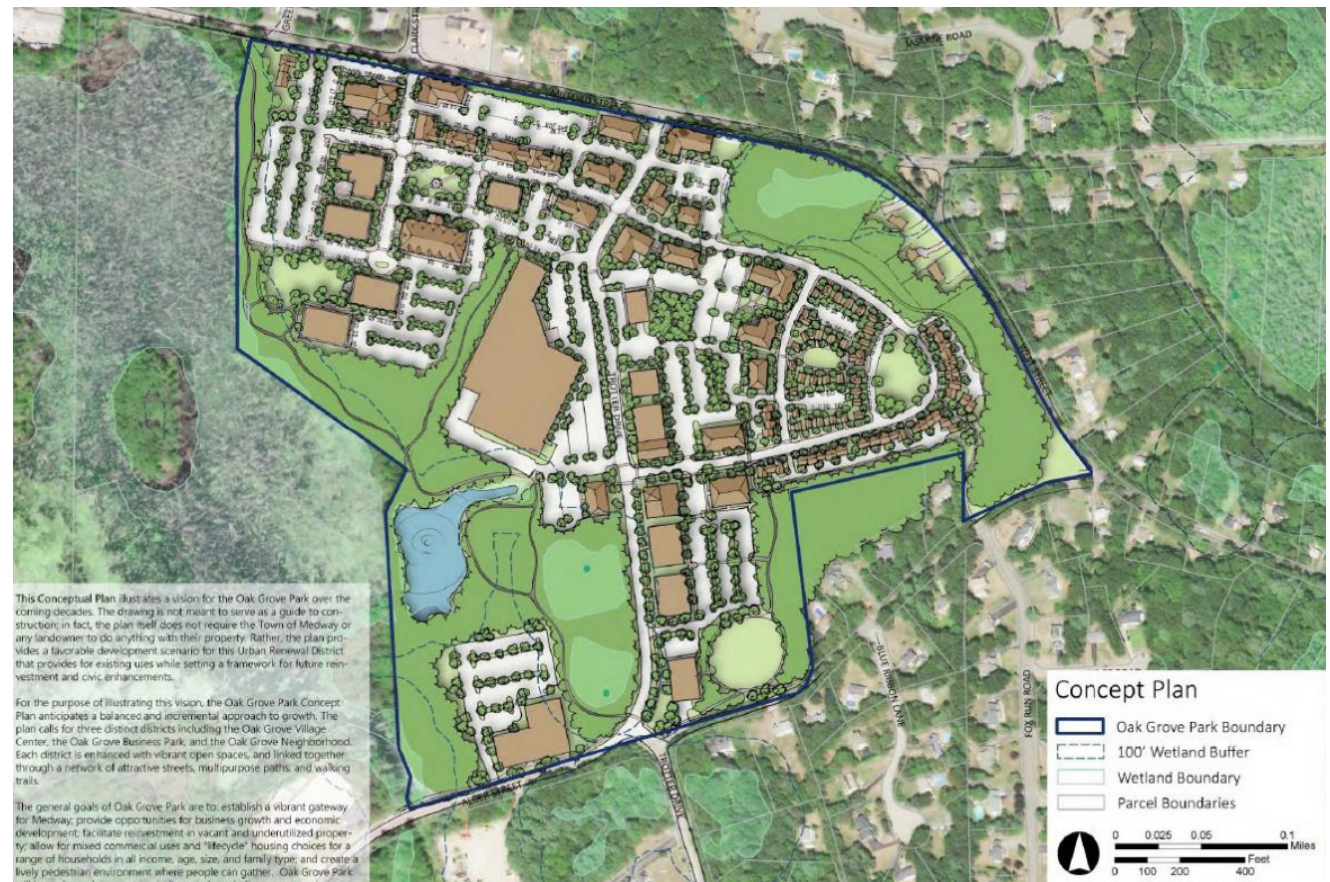 TROTTER DRIVE
ALDER STREET
TROTTER DRIVE
BLUE RIBBON LANE
FOX RUN ROAD
This Conceptual Plan illustrates a vision for the Oak Grove Park over the
coming decades. The drawing is not meant to serve as a guide to con-
struction; in fact, the plan itself does not require the Town of Medway or
any landowner to do anything with their property. Rather, the plan pro-
vides a favorable development scenario for this Urban Renewal District
that provides for existing uses while setting a framework for future rein-
vestment and civic enhancements.
For the purpose of illustrating this vision, the Oak Grove Park Concept
Plan anticipates a balanced and incremental approach to growth. The
plan calls for three distinct districts including the Oak Grove Village
Center, the Oak Grove Business Park, and the Oak Grove Neighborhood.
Each district is enhanced with vibrant open spaces, and linked together
through a network of attractive streets, multipurpose paths, and walking
trails.
The general goals of Oak Grove Park are to: establish a vibrant gateway
for Medway; provide opportunities for business growth and economic
development; facilitate reinvestment in vacant and underutilized proper-
ty; allow for mixed commercial uses and "lifecycle" housing choices for a
range of households in all income, age, size, and family type; and create a
lively pedestrian environment where people can gather. Oak Grove Park
Concept Plan
Oak Grove Park Boundary
100' Wetland Buffer
Wetland Boundary
Parcel Boundaries
0 0.025 0.05 0.1
Miles
Feet
0 100 200 400